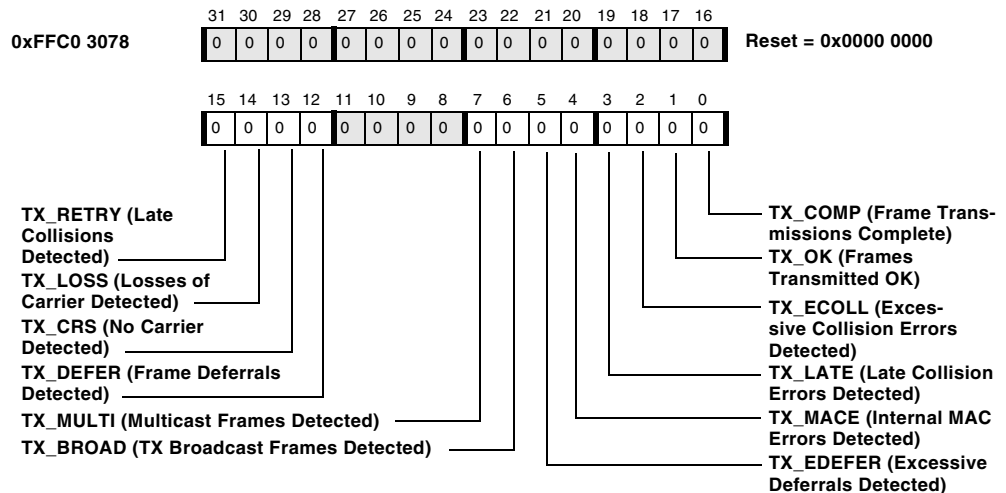 31 30 29 28 27 26 25 24 23 22 21 20 19 18 17 16
0xFFC0 3078 0 0 0 0 0 0 0 0 0 0 0 0 0 0 0 0 Reset = 0x0000 0000
15 14 13 12 11 10 9 8 7 6 5 4 3 2 1 0
0 0 0 0 0 0 0 0 0 0 0 0 0 0 0 0
TX_RETRY (Late
Collisions
Detected)
TX_LOSS (Losses of
Carrier Detected)
TX_CRS (No Carrier
Detected)
TX_DEFER (Frame Deferrals
Detected)
TX_MULTI (Multicast Frames Detected)
TX_BROAD (TX Broadcast Frames Detected)
TX_COMP (Frame Trans-
missions Complete)
TX_OK (Frames
Transmitted OK)
TX_ECOLL (Exces-
sive Collision Errors
Detected)
TX_LATE (Late Collision
Errors Detected)
TX_MACE (Internal MAC
Errors Detected)
TX_EDEFER (Excessive
Deferrals Detected)